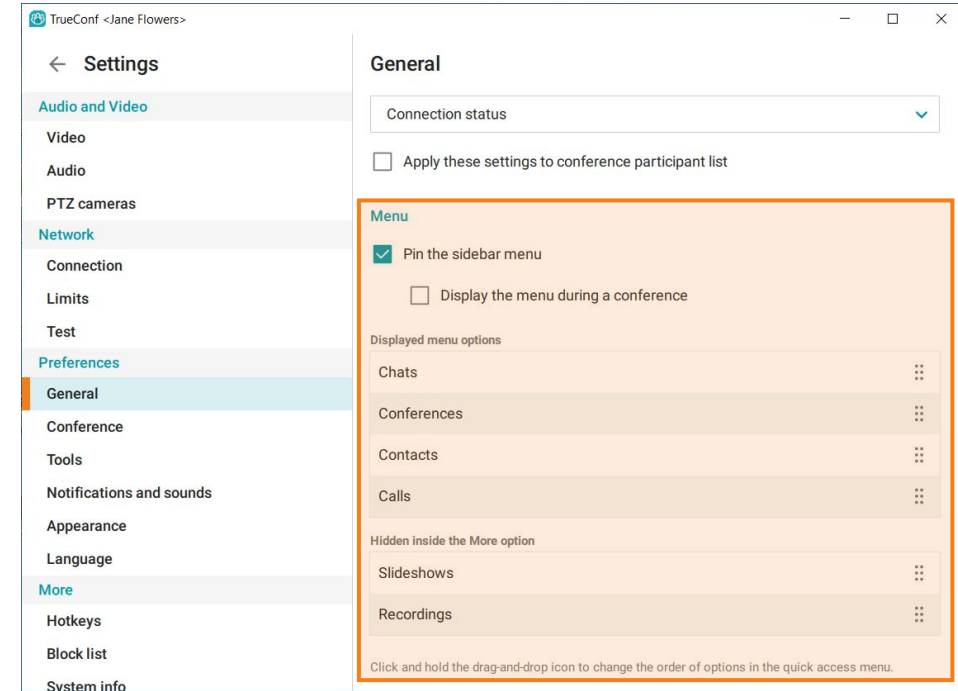 TrueConf <Jane Flowers>
Settings
Audio and Video
Video
Audio
PTZ cameras
Network
Connection
Limits
Test
Preferences
General
Conference
Tools
Notifications and sounds
Appearance
Language
More
Hotkeys
Block list
System info
General
Connection status
Apply these settings to conference participant list
Menu
Pin the sidebar menu
Display the menu during a conference
Displayed menu options
Chats
Conferences
Contacts
Calls
Hidden inside the More option
Slideshows
Recordings
Click and hold the drag-and-drop icon to change the order of options in the quick access menu.